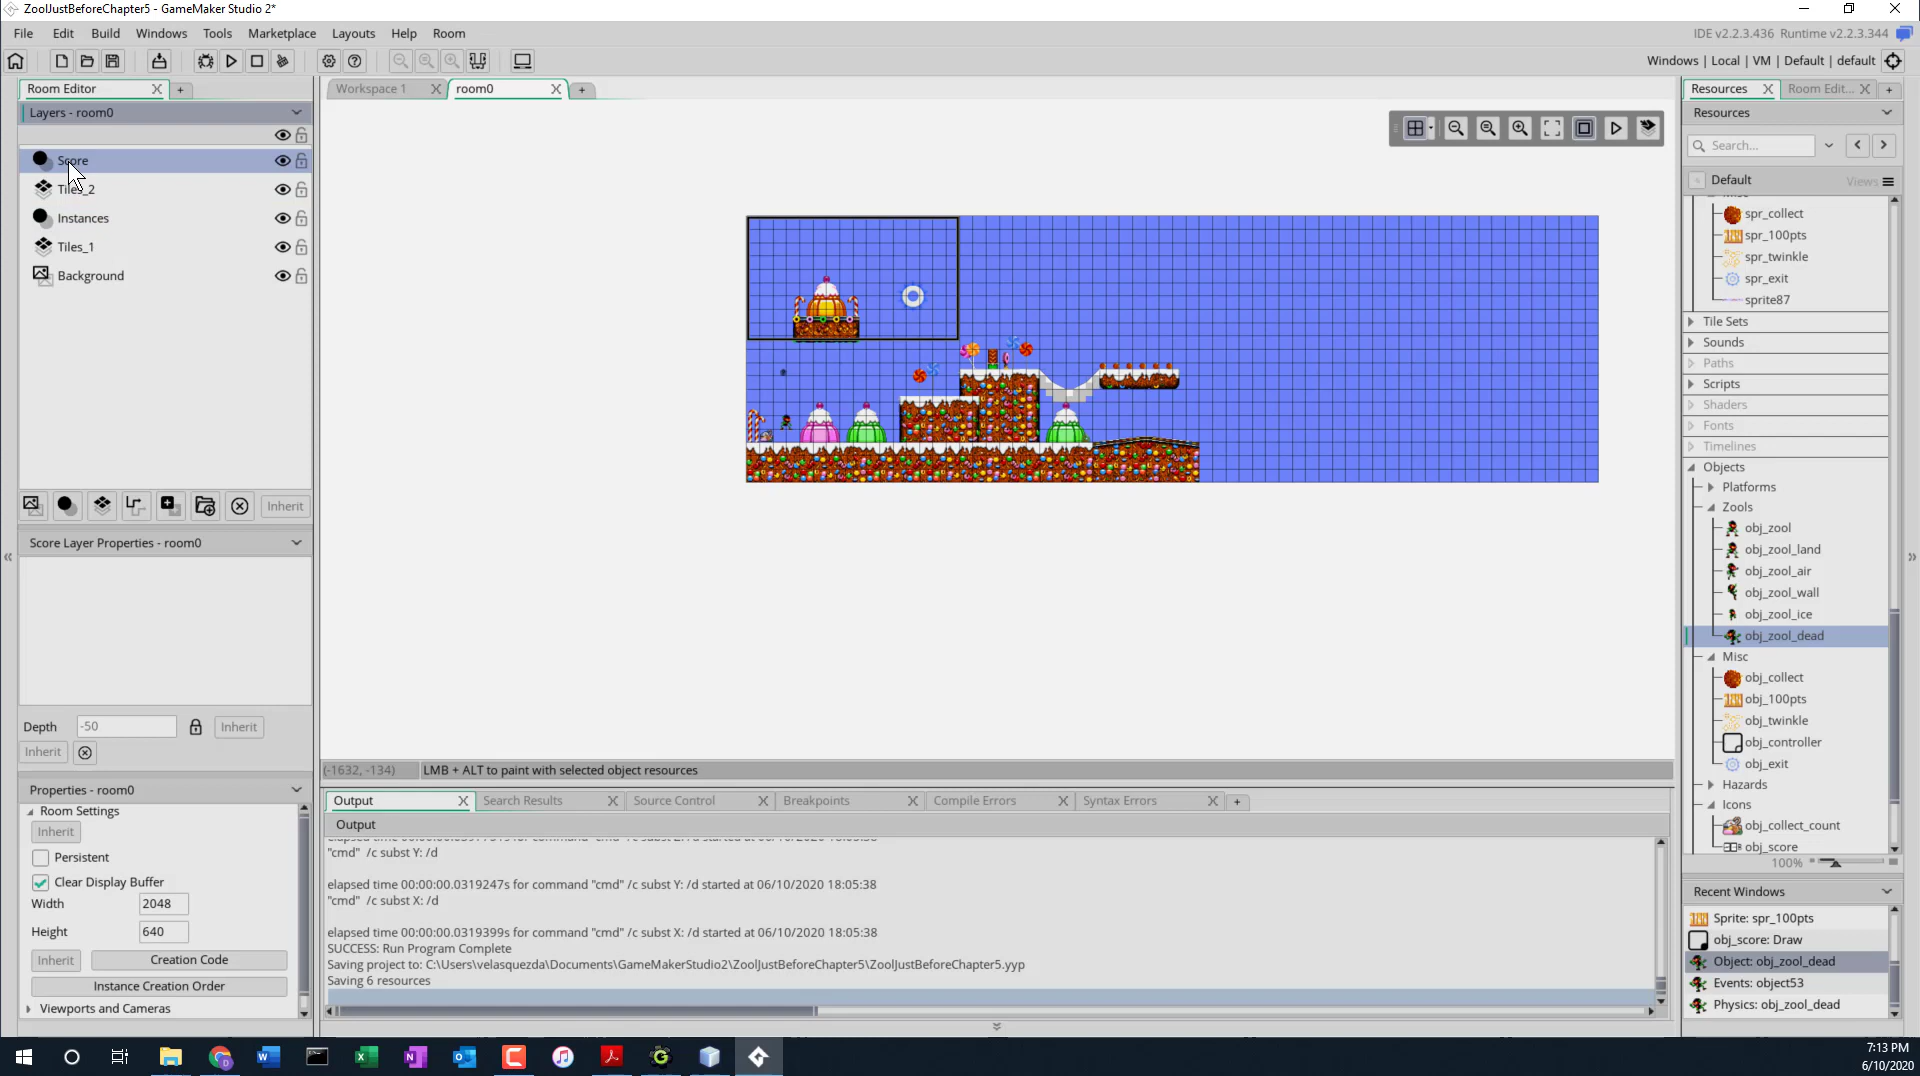 ZoolJustBeforeChapter5 - GameMaker Studio 2*
File Edit Build Windows Tools Marketplace Layouts Help Room
IDE v2.2.3.436 Runtime v2.2.3.344
Windows | Local | VM | Default | default
Room Editor
Layers - room0
Score
Tiles_2
Instances
Tiles_1
Background
Inherit
Score Layer Properties - room0
Depth -50 Inherit
Inherit
Properties - room0
Room Settings
Inherit
Persistent
Clear Display Buffer
Width 2048
Height 640
Inherit Creation Code
Instance Creation Order
Viewports and Cameras
Workspace 1 room0
(-1632, -134) LMB + ALT to paint with selected object resources
Output Search Results Source Control Breakpoints Compile Errors Syntax Errors
Output
"cmd" /c subst Y: /d
elapsed time 00:00:00.0319247s for command "cmd" /c subst Y: /d started at 06/10/2020 18:05:38
"cmd" /c subst X: /d
elapsed time 00:00:00.0319399s for command "cmd" /c subst X: /d started at 06/10/2020 18:05:38
SUCCESS: Run Program Complete
Saving project to: C:\Users\velasquezda\Documents\GameMakerStudio2\ZoolJustBeforeChapter5\ZoolJustBeforeChapter5.yyp
Saving 6 resources
Resources Room Edit...
Resources
Search...
Default Views
spr_collect
spr_100pts
spr_twinkle
spr_exit
sprite87
Tile Sets
Sounds
Paths
Scripts
Shaders
Fonts
Timelines
Objects
Platforms
Zools
obj_zool
obj_zool_land
obj_zool_air
obj_zool_wall
obj_zool_ice
obj_zool_dead
Misc
obj_collect
obj_100pts
obj_twinkle
obj_controller
obj_exit
Hazards
Icons
obj_collect_count
obj_score
100%
Recent Windows
Sprite: spr_100pts
obj_score: Draw
Object: obj_zool_dead
Events: object53
Physics: obj_zool_dead
7:13 PM
6/10/2020